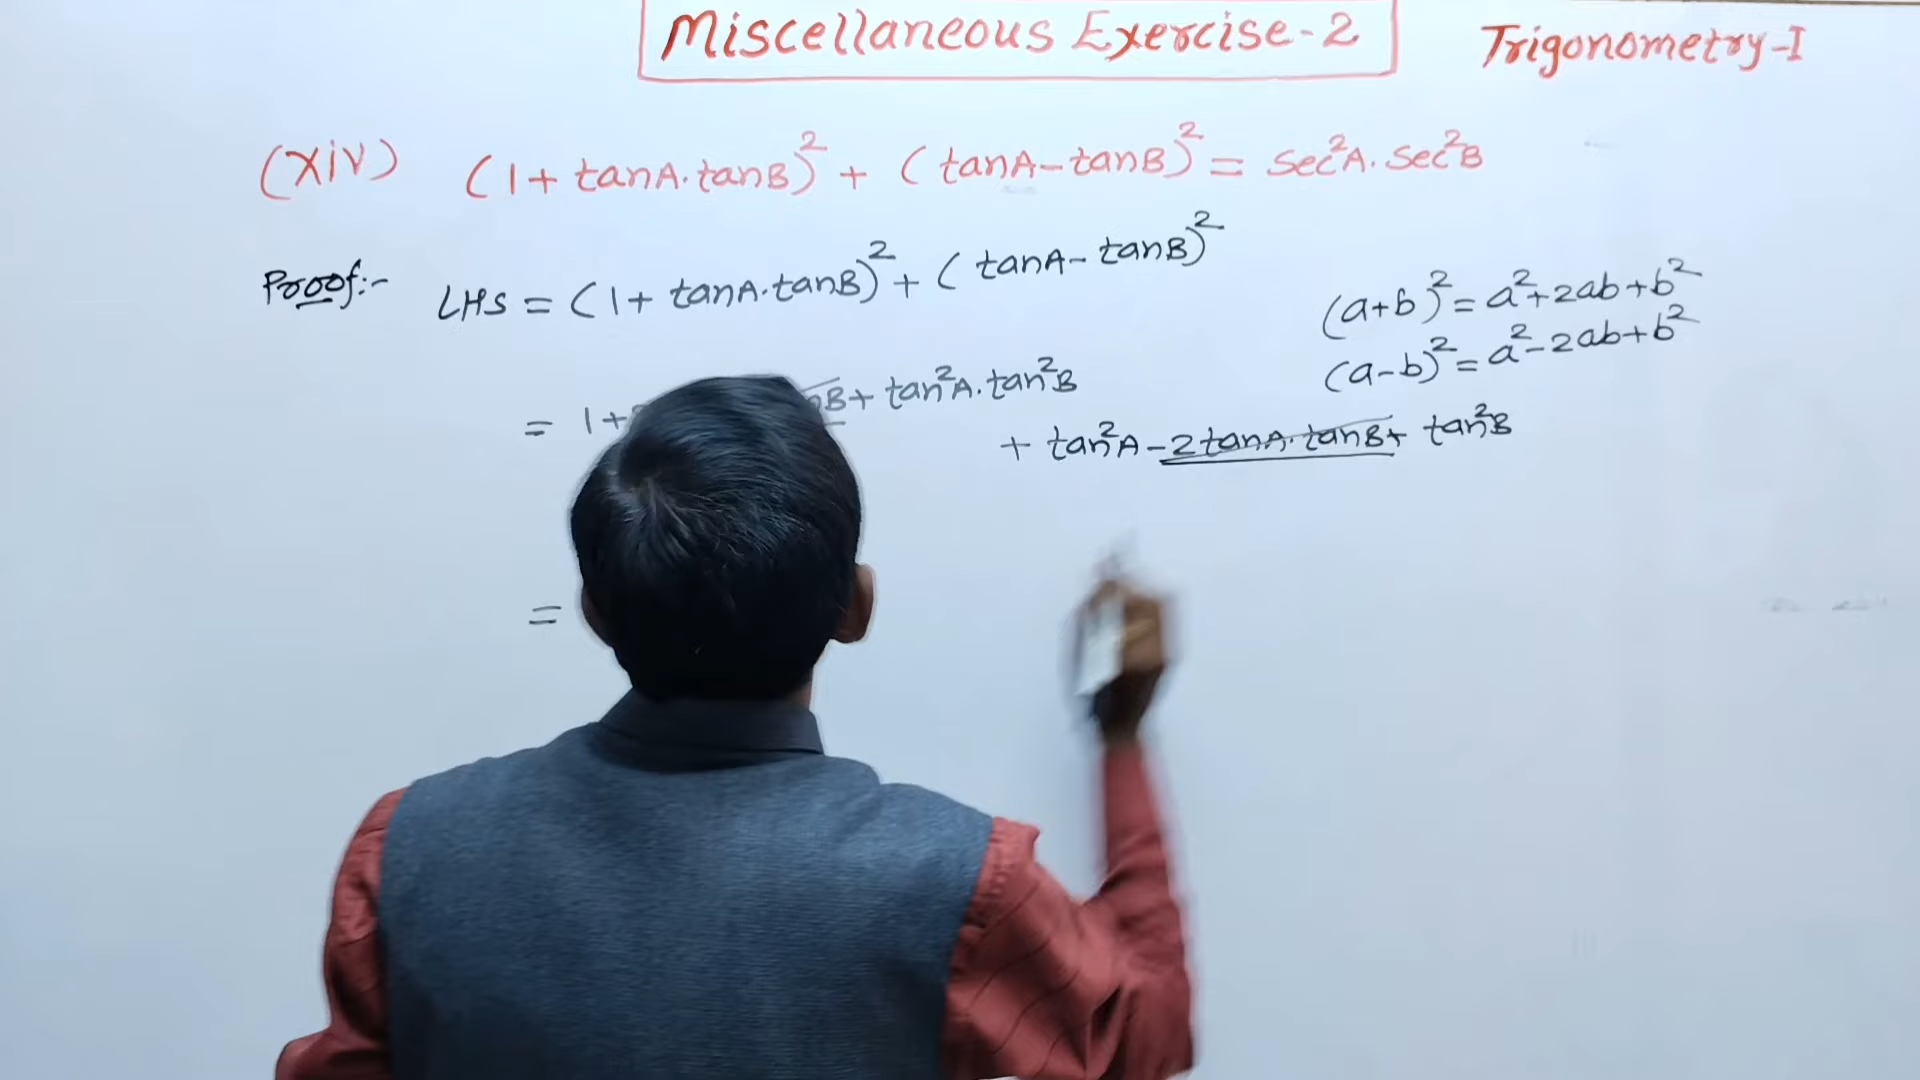 Miscellaneous Exercise-2
Trigonometry-I
(xiv) (1+ tanA.tanB)² + (tanA-tanB)² = sec²A. sec²B
Proof:- LHS = (1+ tanA.tanB)² + (tanA- tanB)²
(a+b)² = a²+2ab+b²
(a-b)² = a²-2ab+b²
= 1+ B+ tan²A.tan²B
+ tan²A-2tanA.tanB+ tan²B
=